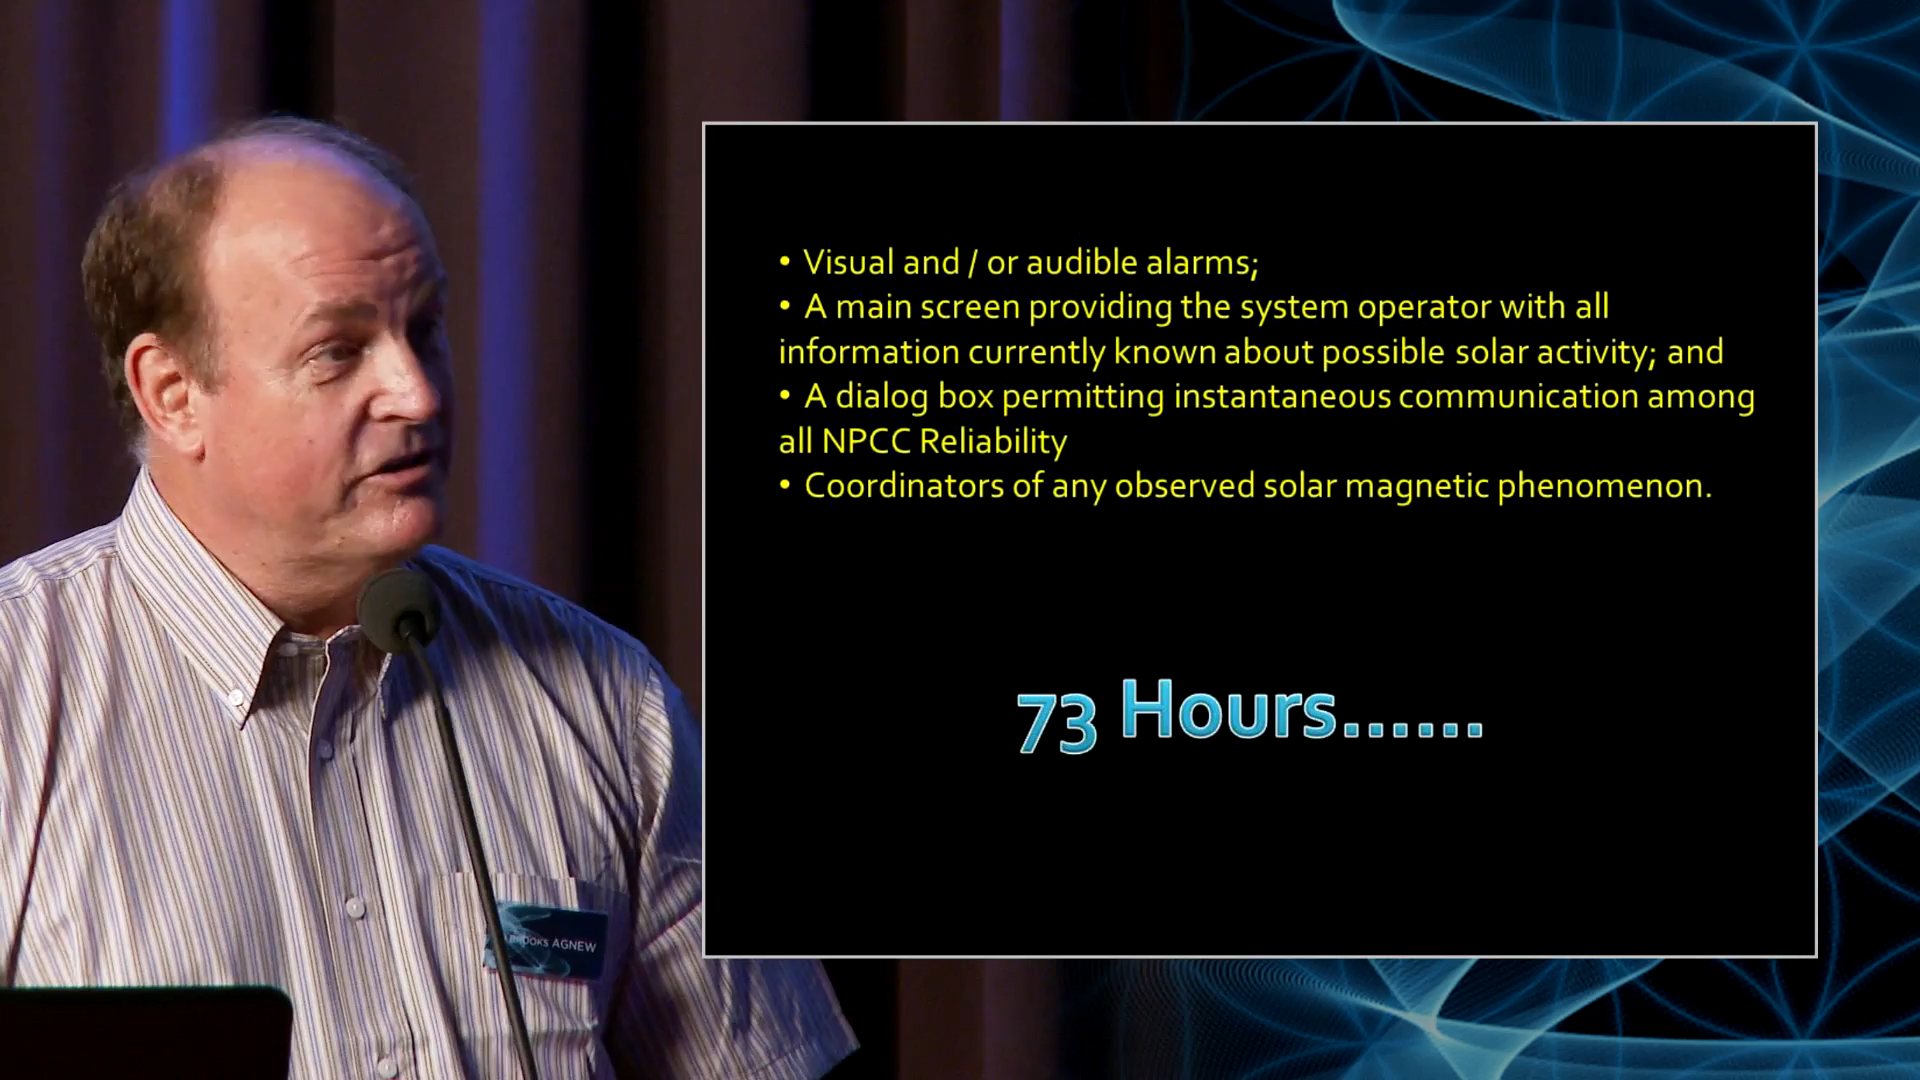 • Visual and / or audible alarms;
• A main screen providing the system operator with all
information currently known about possible solar activity; and
• A dialog box permitting instantaneous communication among
all NPCC Reliability
• Coordinators of any observed solar magnetic phenomenon.
73 Hours......
BROOKS AGNEW